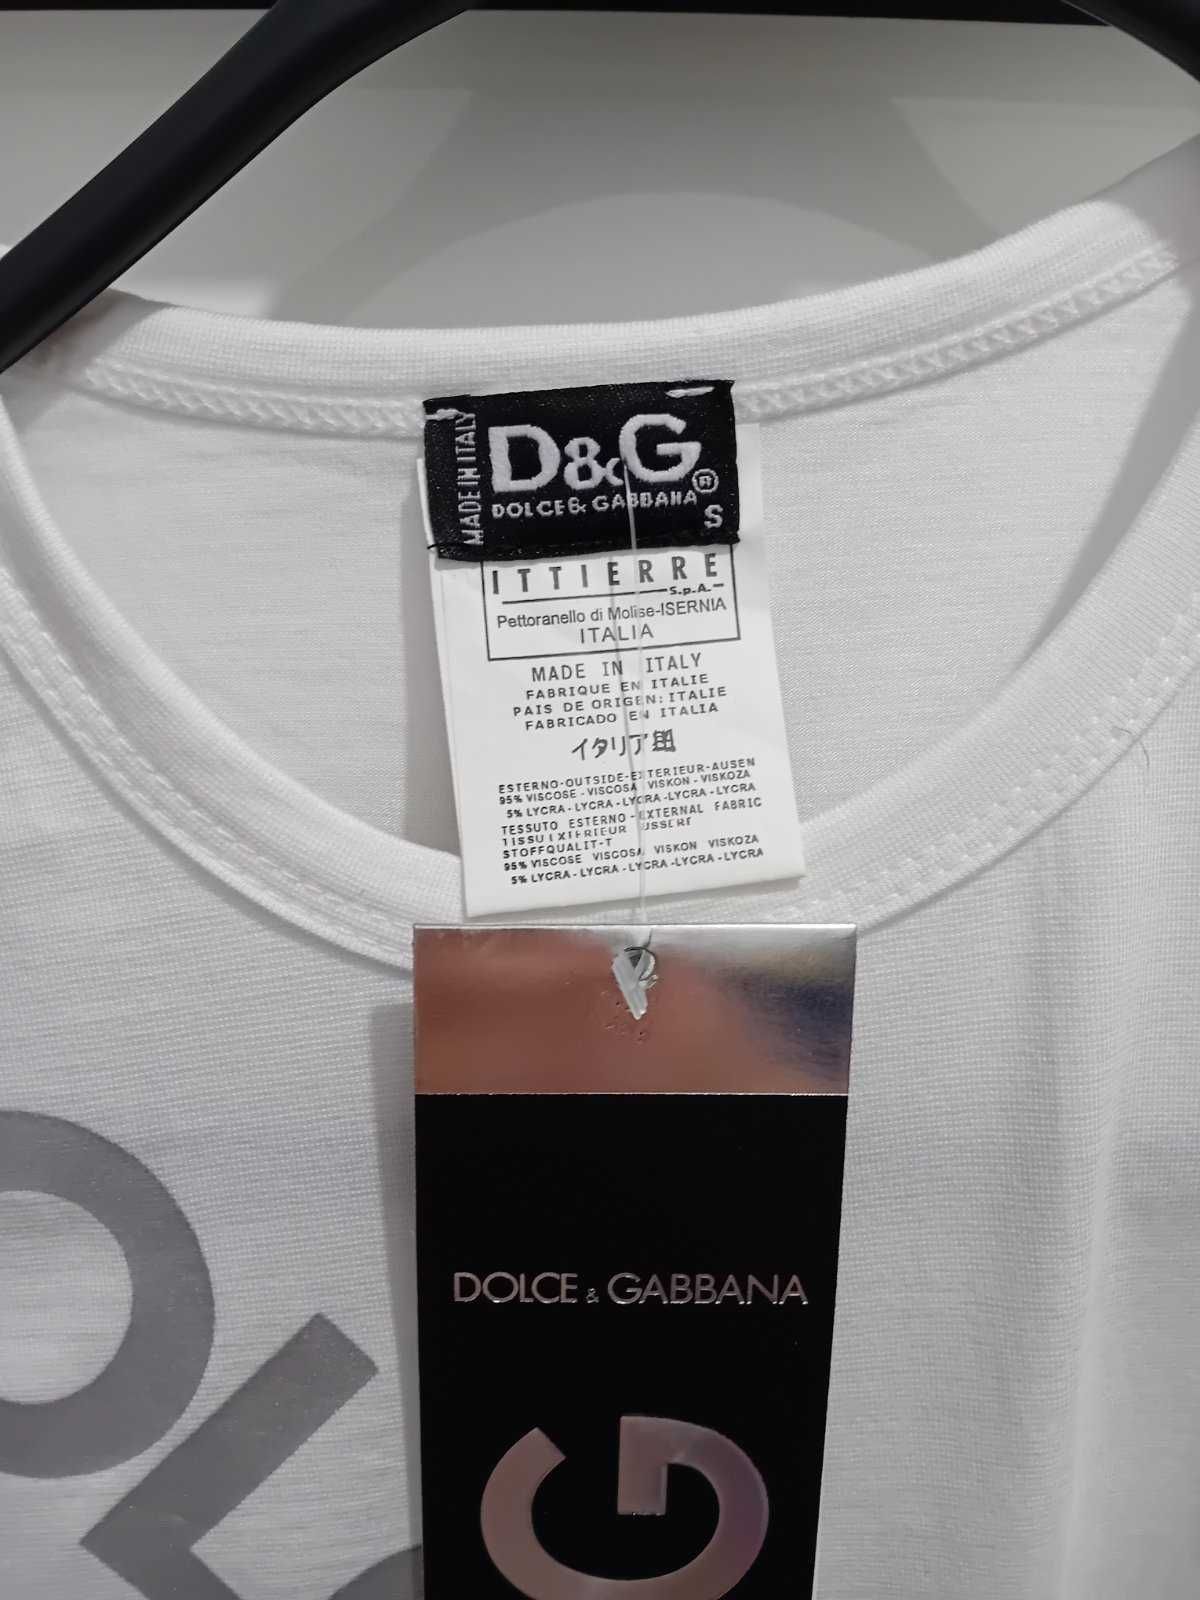 MADE IN ITALY
D&G
DOLCE & GABBANA
S
ITTIERRE
S.p.A.
Pettoranello di Molise-ISERNIA
ITALIA
MADE IN ITALY
FABRIQUE EN ITALIE
PAIS DE ORIGEN: ITALIE
FABRICADO EN ITALIA
イタリア
ESTERNO-OUTSIDE-EXTERIEUR-AUSEN
95% VISCOSE - VISCOSA VISKON - VISKOZA
5% LYCRA - LYCRA - LYCRA - LYCRA - LYCRA
TESSUTO ESTERNO - EXTERNAL FABRIC
TISSU EXTERIEUR
STOFFQUALIT-T
95% VISCOSE VISCOSA VISKON VISKOZA
5% LYCRA - LYCRA - LYCRA -LYCRA - LYCRA
DOLCE & GABBANA
G